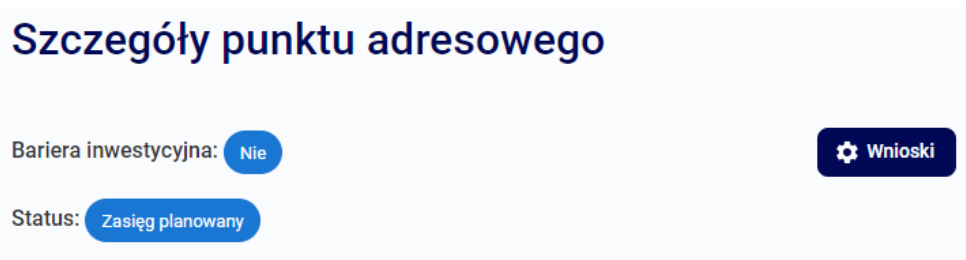 Szczegóły punktu adresowego
Bariera inwestycyjna: Nie
Wnioski
Status: Zasięg planowany